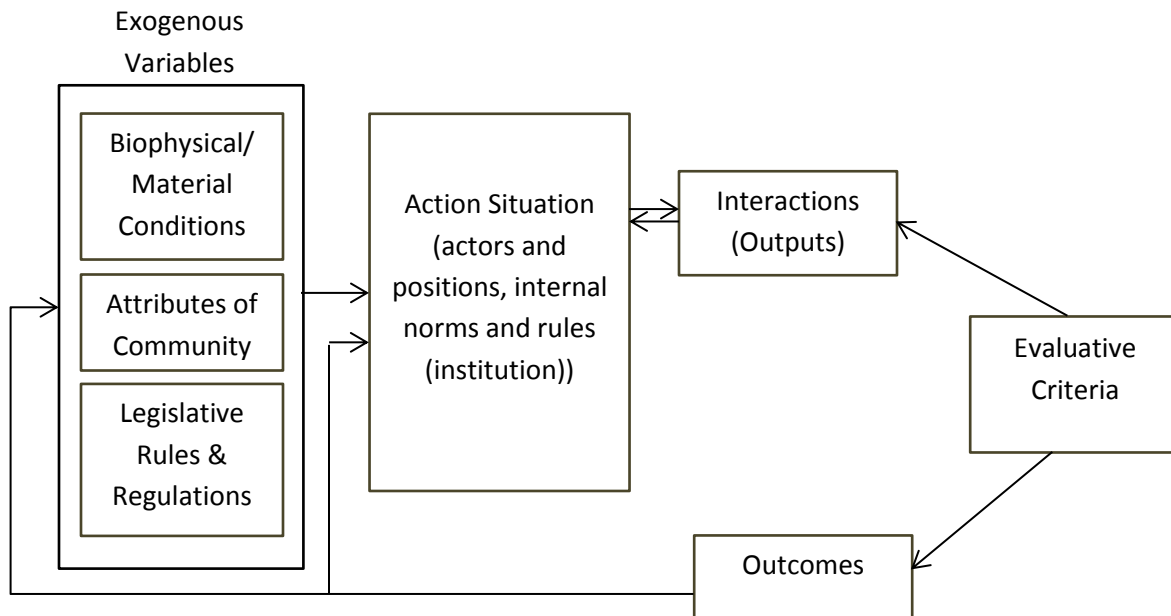 Exogenous
Variables
Biophysical/
Material
Conditions
Attributes of
Community
Legislative
Rules &
Regulations
Action Situation
(actors and
positions, internal
norms and rules
(institution))
Interactions
(Outputs)
Evaluative
Criteria
Outcomes